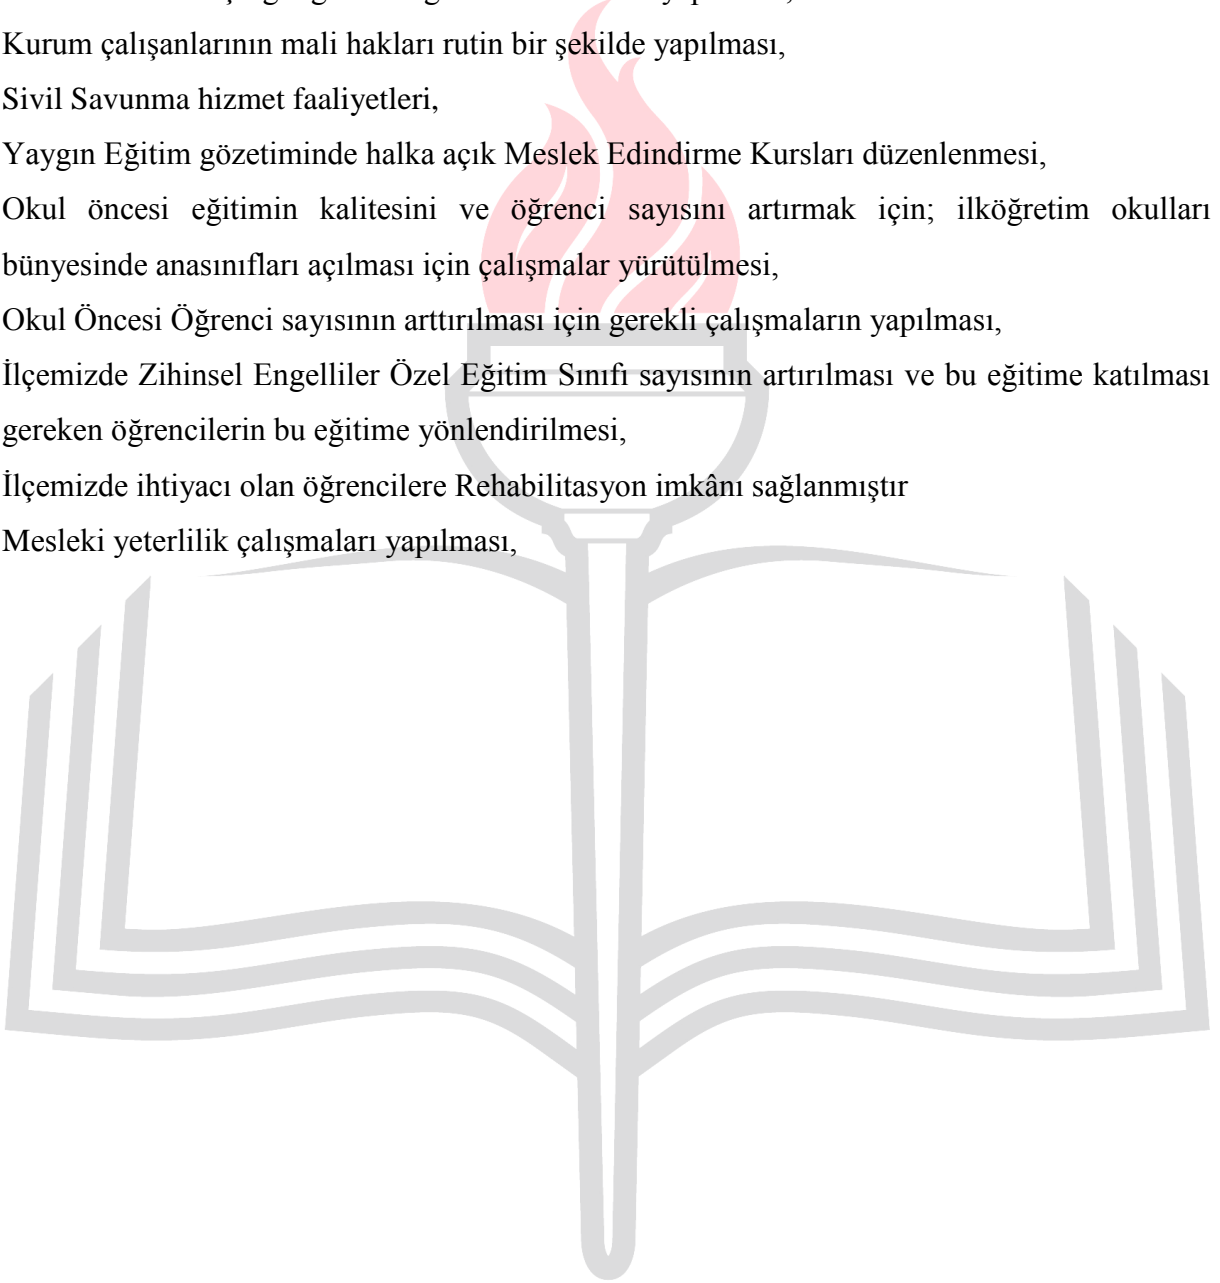 Kurum çalışanlarının mali hakları rutin bir şekilde yapılması,
Sivil Savunma hizmet faaliyetleri,
Yaygın Eğitim gözetiminde halka açık Meslek Edindirme Kursları düzenlenmesi,
Okul öncesi eğitimin kalitesini ve öğrenci sayısını artırmak için; ilköğretim okulları
bünyesinde anasınıfları açılması için çalışmalar yürütülmesi,
Okul Öncesi Öğrenci sayısının arttırılması için gerekli çalışmaların yapılması,
İlçemizde Zihinsel Engelliler Özel Eğitim Sınıfı sayısının artırılması ve bu eğitime katılması
gereken öğrencilerin bu eğitime yönlendirilmesi,
İlçemizde ihtiyacı olan öğrencilere Rehabilitasyon imkânı sağlanmıştır
Mesleki yeterlilik çalışmaları yapılması,